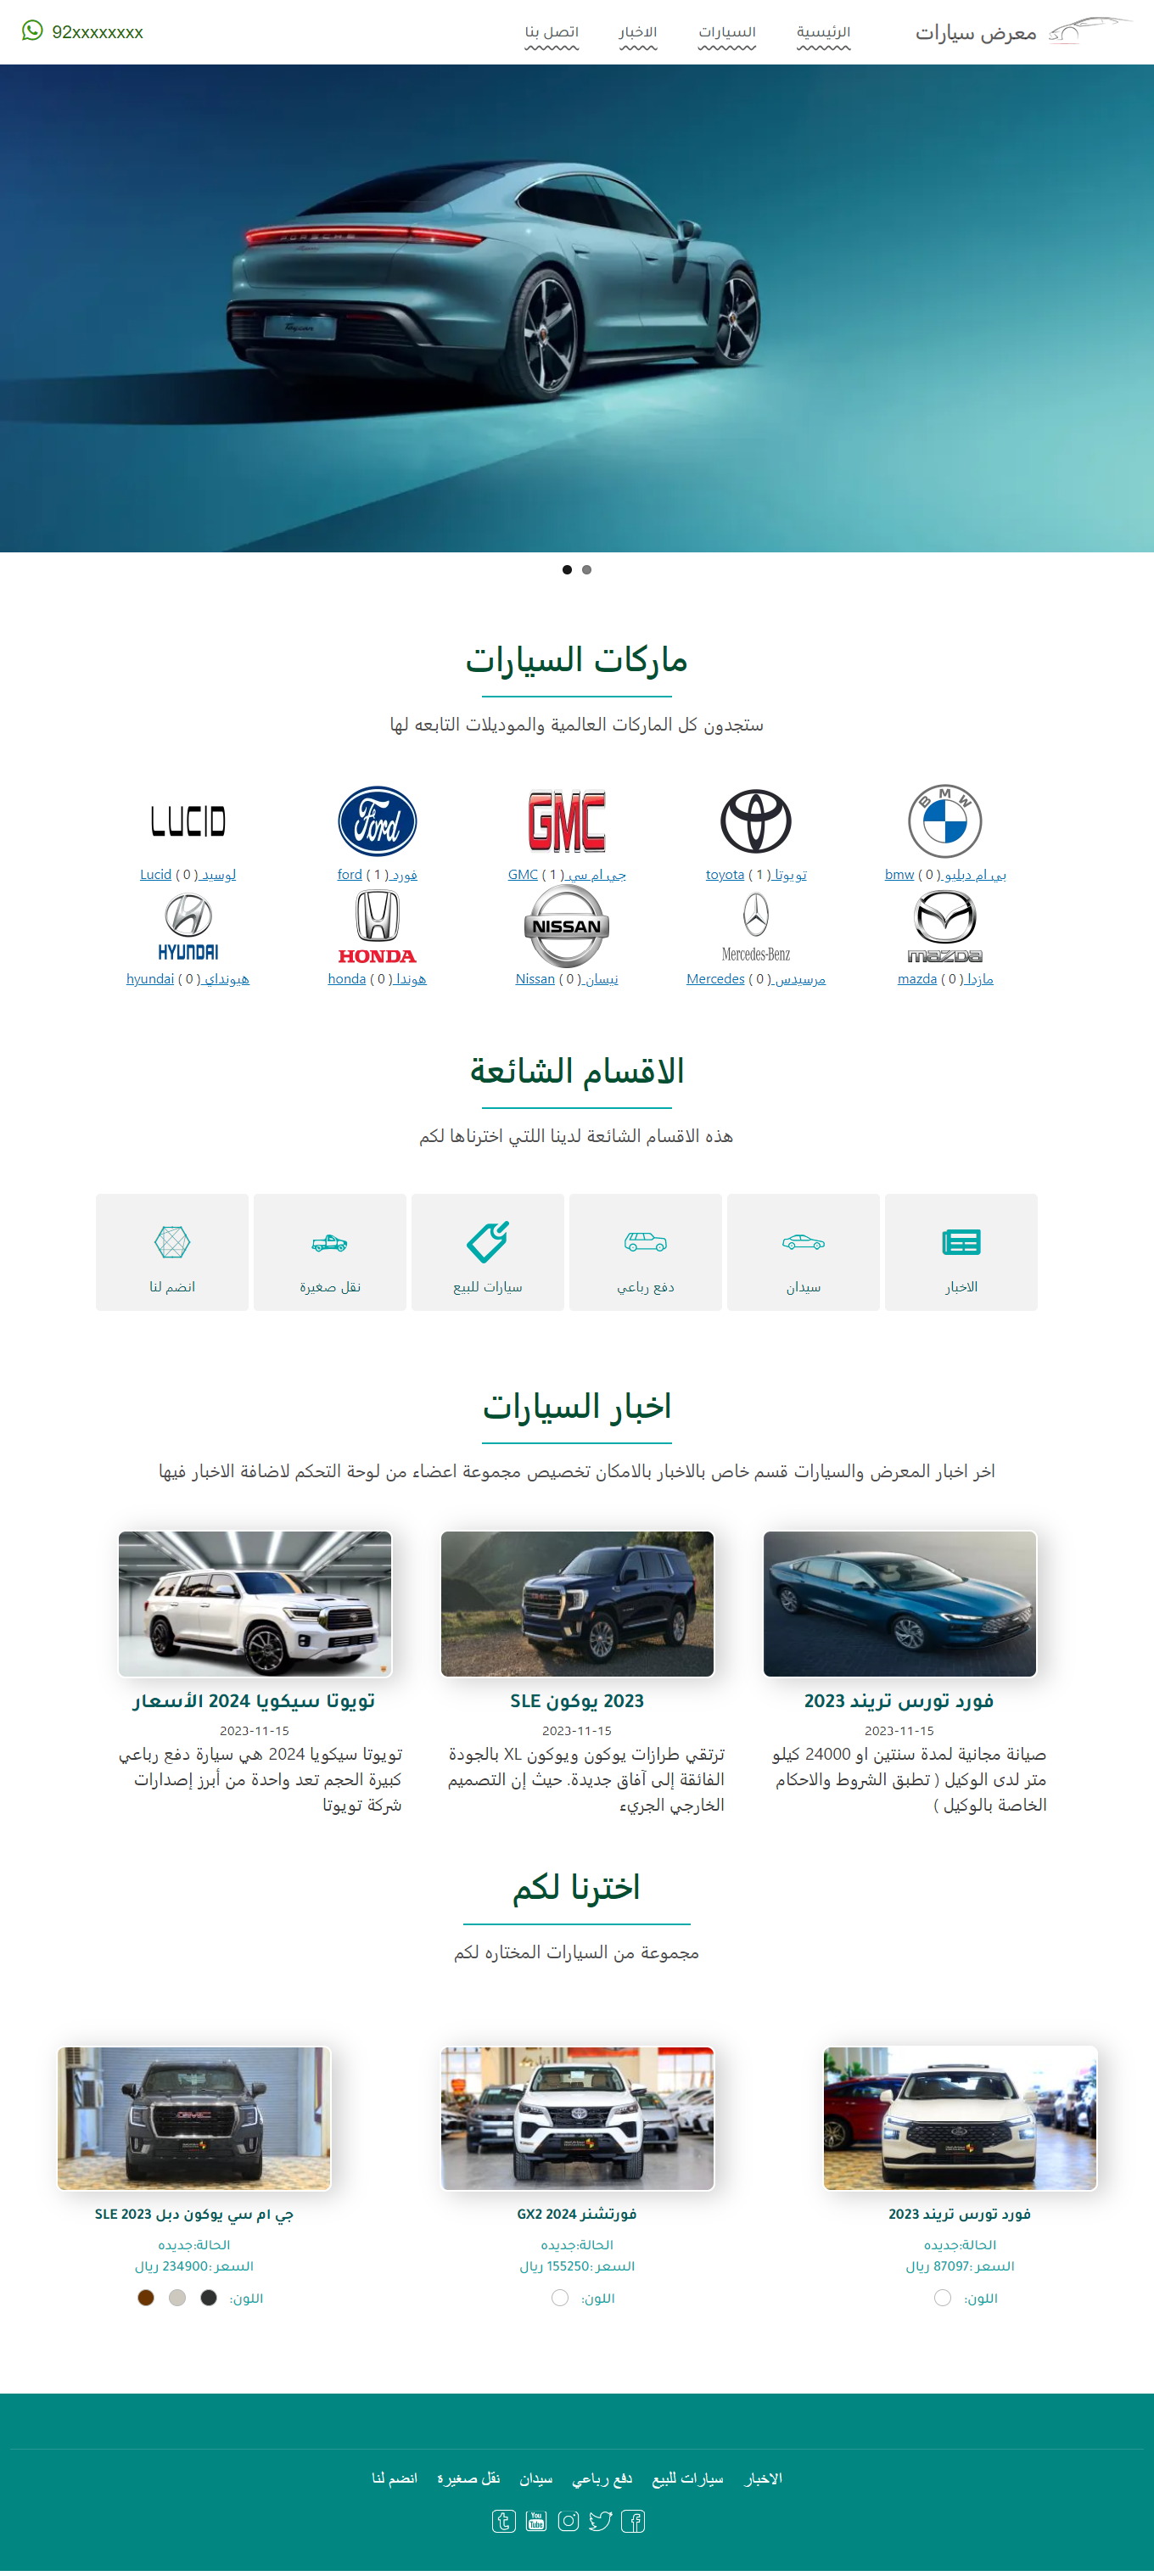 معرض سيارات
الرئيسية
السيارات
الاخبار
اتصل بنا
92xxxxxxxx
PORSCHE
Taycan
ماركات السيارات
ستجدون كل الماركات العالمية والموديلات التابعه لها
BMW
Ford
GMC
LUCID
بي ام دبليو ( 0 ) bmw
تويوتا ( 1 ) toyota
جي ام سي ( 1 ) GMC
فورد ( 1 ) ford
لوسيد ( 0 ) Lucid
mazda
Mercedes-Benz
NISSAN
HONDA
HYUNDAI
مازدا ( 0 ) mazda
مرسيدس ( 0 ) Mercedes
نيسان ( 0 ) Nissan
هوندا ( 0 ) honda
هيونداي ( 0 ) hyundai
الاقسام الشائعة
هذه الاقسام الشائعة لدينا اللتي اخترناها لكم
الاخبار
سيدان
دفع رباعي
سيارات للبيع
نقل صغيرة
انضم لنا
اخبار السيارات
اخر اخبار المعرض والسيارات قسم خاص بالاخبار بالامكان تخصيص مجموعة اعضاء من لوحة التحكم لاضافة الاخبار فيها
فورد تورس تريند 2023
2023-11-15
صيانة مجانية لمدة سنتين او 24000 كيلو
متر لدى الوكيل ( تطبق الشروط والاحكام
الخاصة بالوكيل )
2023 يوكون SLE
2023-11-15
ترتقي طرازات يوكون ويوكون XL بالجودة
الفائقة إلى آفاق جديدة. حيث إن التصميم
الخارجي الجريء
تويوتا سيكويا 2024 الأسعار
2023-11-15
تويوتا سيكويا 2024 هي سيارة دفع رباعي
كبيرة الحجم تعد واحدة من أبرز إصدارات
شركة تويوتا
اخترنا لكم
مجموعة من السيارات المختاره لكم
فورد تورس تريند 2023
الحالة:جديده
السعر :87097 ريال
اللون:
فورتشنر 2024 GX2
الحالة:جديده
السعر :155250 ريال
اللون:
GMC
جي ام سي يوكون دبل 2023 SLE
الحالة:جديده
السعر :234900 ريال
اللون:
الاخبار
سيارات للبيع
دفع رباعي
سيدان
نقل صغيرة
انضم لنا
You
Tube